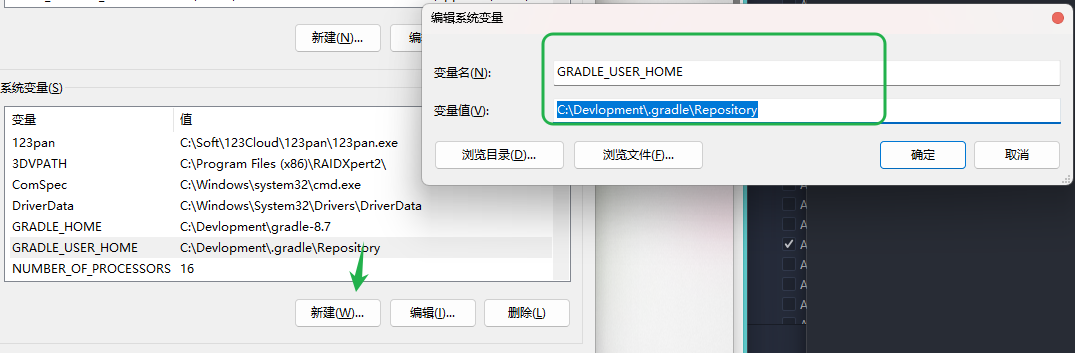 编辑系统变量
新建(N)...
变量名(N):
GRADLE_USER_HOME
系统变量(S)
变量值(V):
C:\Devlopment\.gradle\Repository
变量 值
浏览目录(D)...
浏览文件(F)...
确定
取消
123pan C:\Soft\123Cloud\123pan\123pan.exe
3DVPATH C:\Program Files (x86)\RAIDXpert2\
ComSpec C:\Windows\system32\cmd.exe
DriverData C:\Windows\System32\Drivers\DriverData
GRADLE_HOME C:\Devlopment\gradle-8.7
GRADLE_USER_HOME C:\Devlopment\.gradle\Repository
NUMBER_OF_PROCESSORS 16
新建(W)...
编辑(I)...
删除(L)